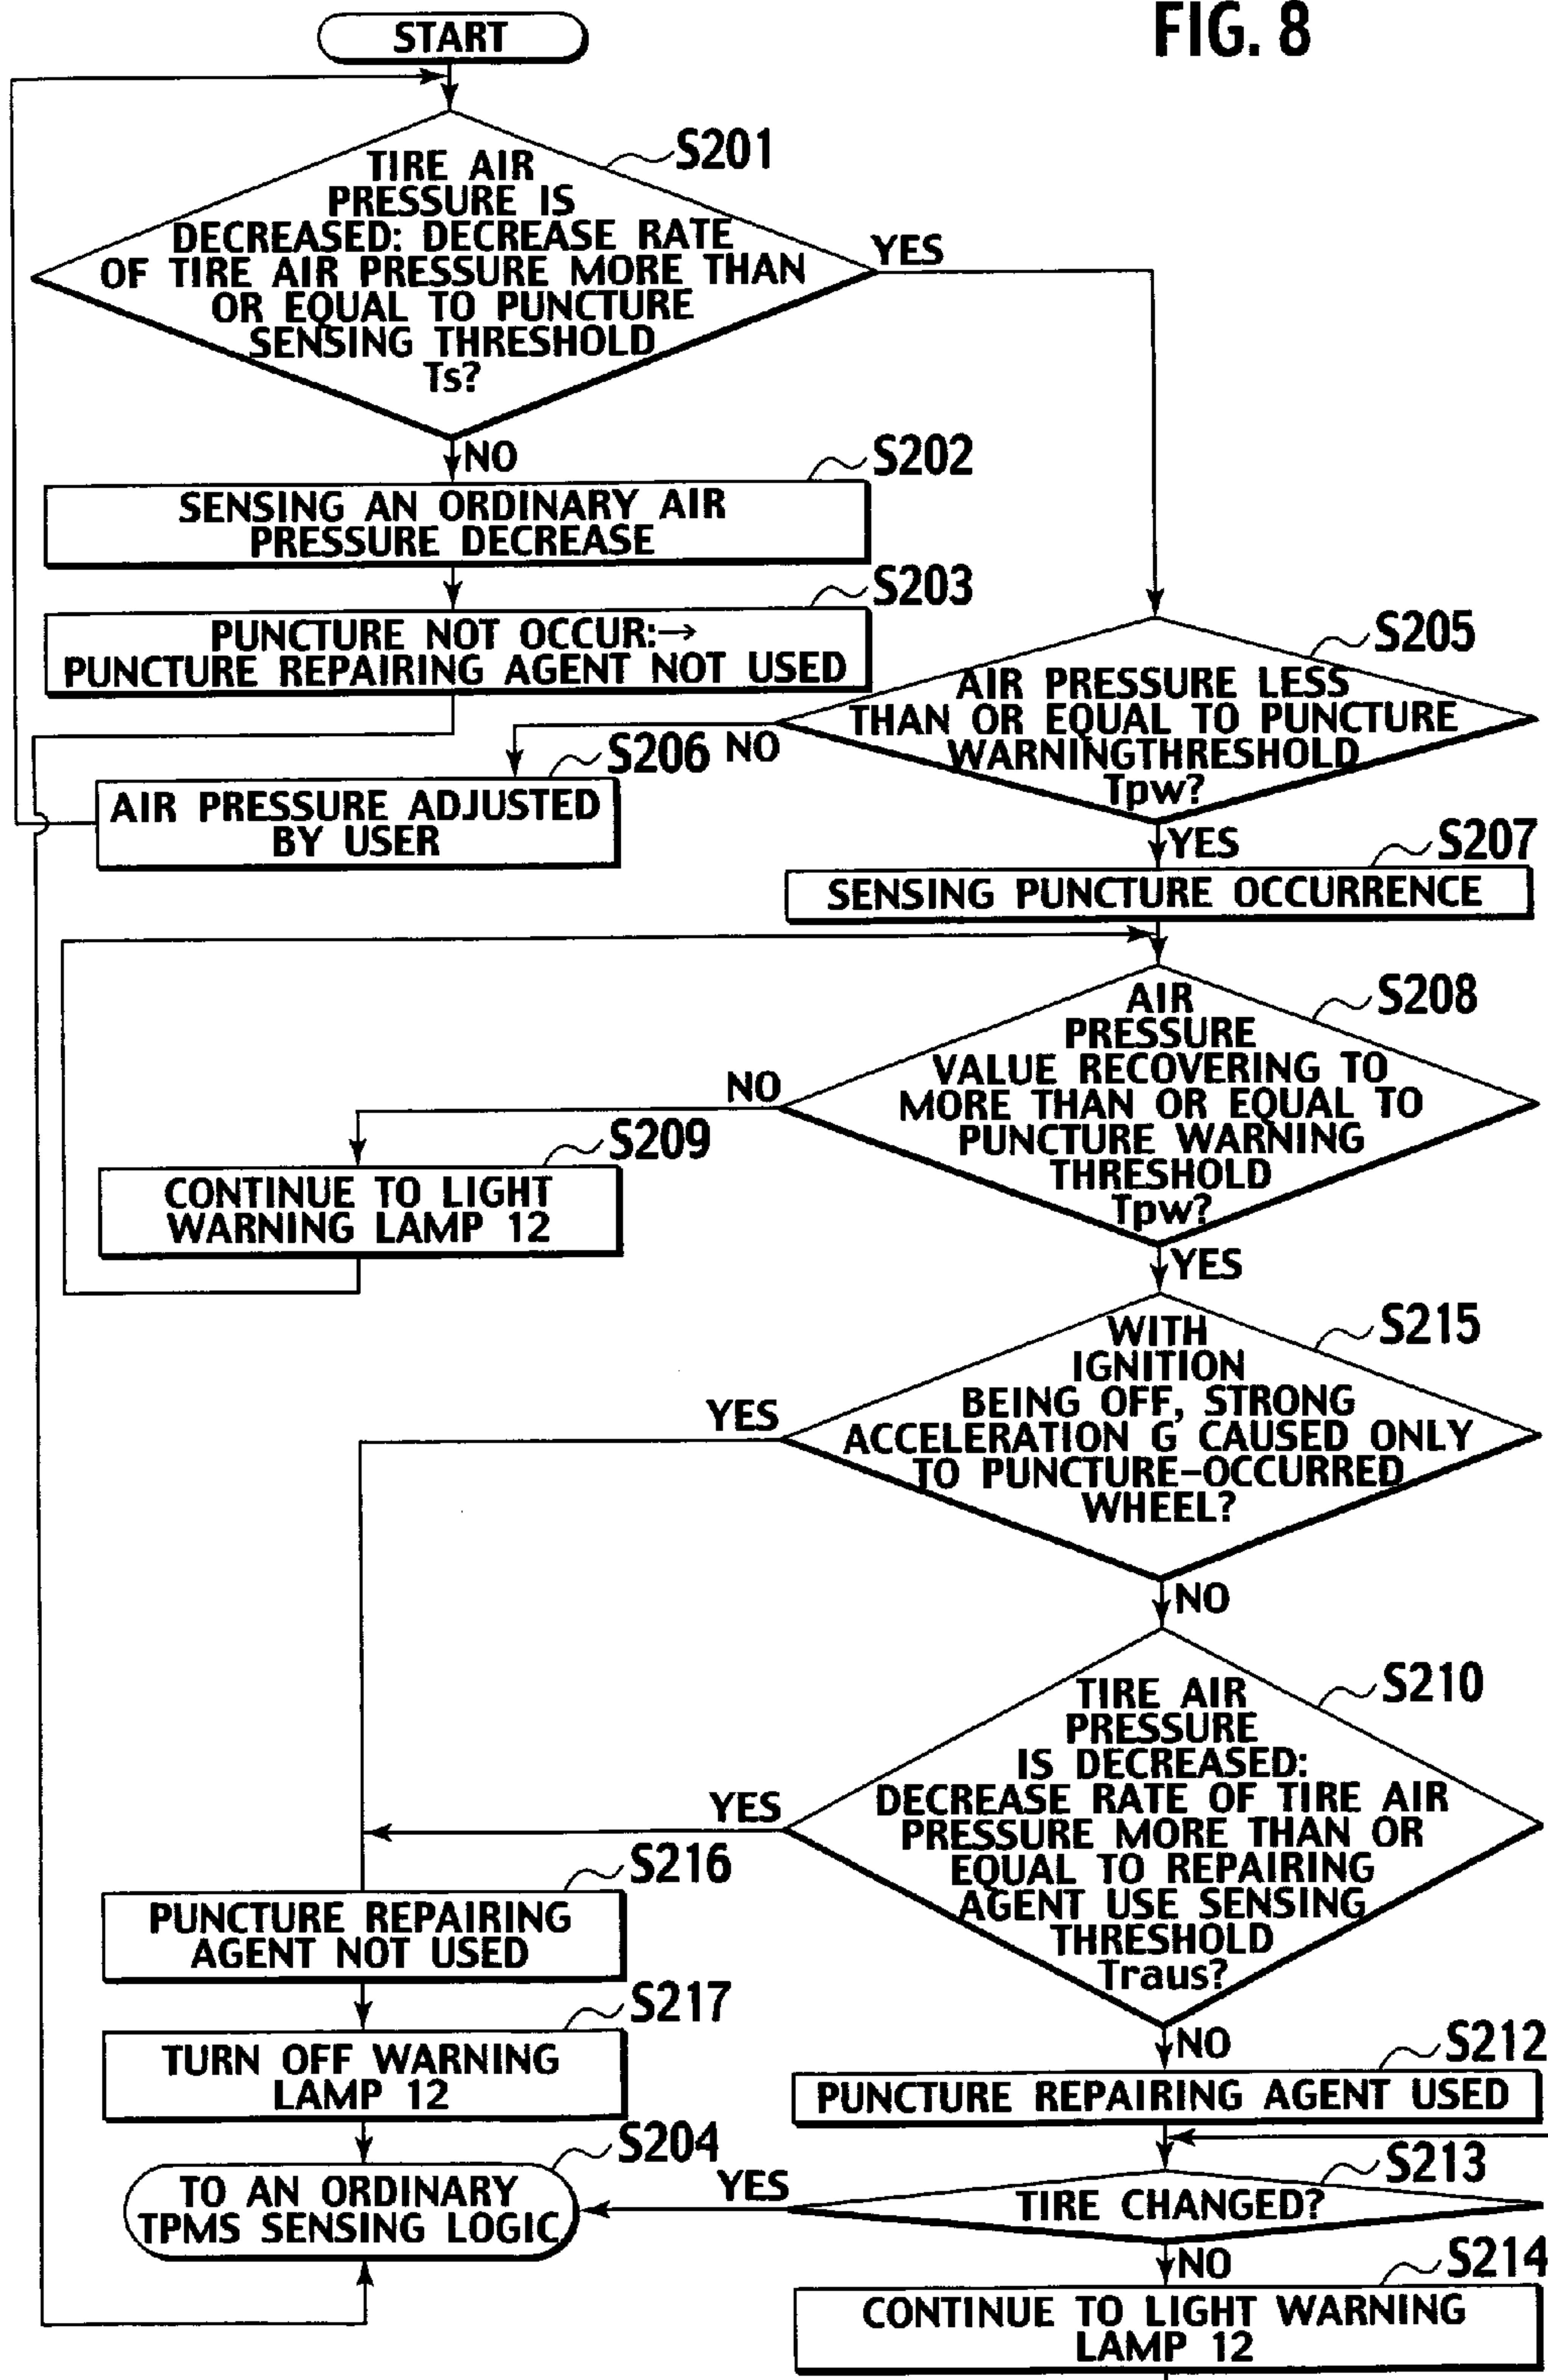 FIG. 8
START
S201
TIRE AIR
PRESSURE IS
DECREASED: DECREASE RATE
OF TIRE AIR PRESSURE MORE THAN
OR EQUAL TO PUNCTURE
SENSING THRESHOLD
Ts?
YES
NO
S202
SENSING AN ORDINARY AIR
PRESSURE DECREASE
S203
PUNCTURE NOT OCCUR:→
PUNCTURE REPAIRING AGENT NOT USED
S205
AIR PRESSURE LESS
THAN OR EQUAL TO PUNCTURE
WARNINGTHRESHOLD
Tpw?
NO
S206
AIR PRESSURE ADJUSTED
BY USER
YES
S207
SENSING PUNCTURE OCCURRENCE
S208
AIR
PRESSURE
VALUE RECOVERING TO
MORE THAN OR EQUAL TO
PUNCTURE WARNING
THRESHOLD
Tpw?
NO
S209
CONTINUE TO LIGHT
WARNING LAMP 12
YES
S215
WITH
IGNITION
BEING OFF, STRONG
ACCELERATION G CAUSED ONLY
TO PUNCTURE-OCCURRED
WHEEL?
YES
NO
S210
TIRE AIR
PRESSURE
IS DECREASED:
DECREASE RATE OF TIRE AIR
PRESSURE MORE THAN OR
EQUAL TO REPAIRING
AGENT USE SENSING
THRESHOLD
Traus?
YES
S216
PUNCTURE REPAIRING
AGENT NOT USED
S217
TURN OFF WARNING
LAMP 12
NO
S212
PUNCTURE REPAIRING AGENT USED
S204
TO AN ORDINARY
TPMS SENSING LOGIC
S213
TIRE CHANGED?
YES
NO
S214
CONTINUE TO LIGHT WARNING
LAMP 12